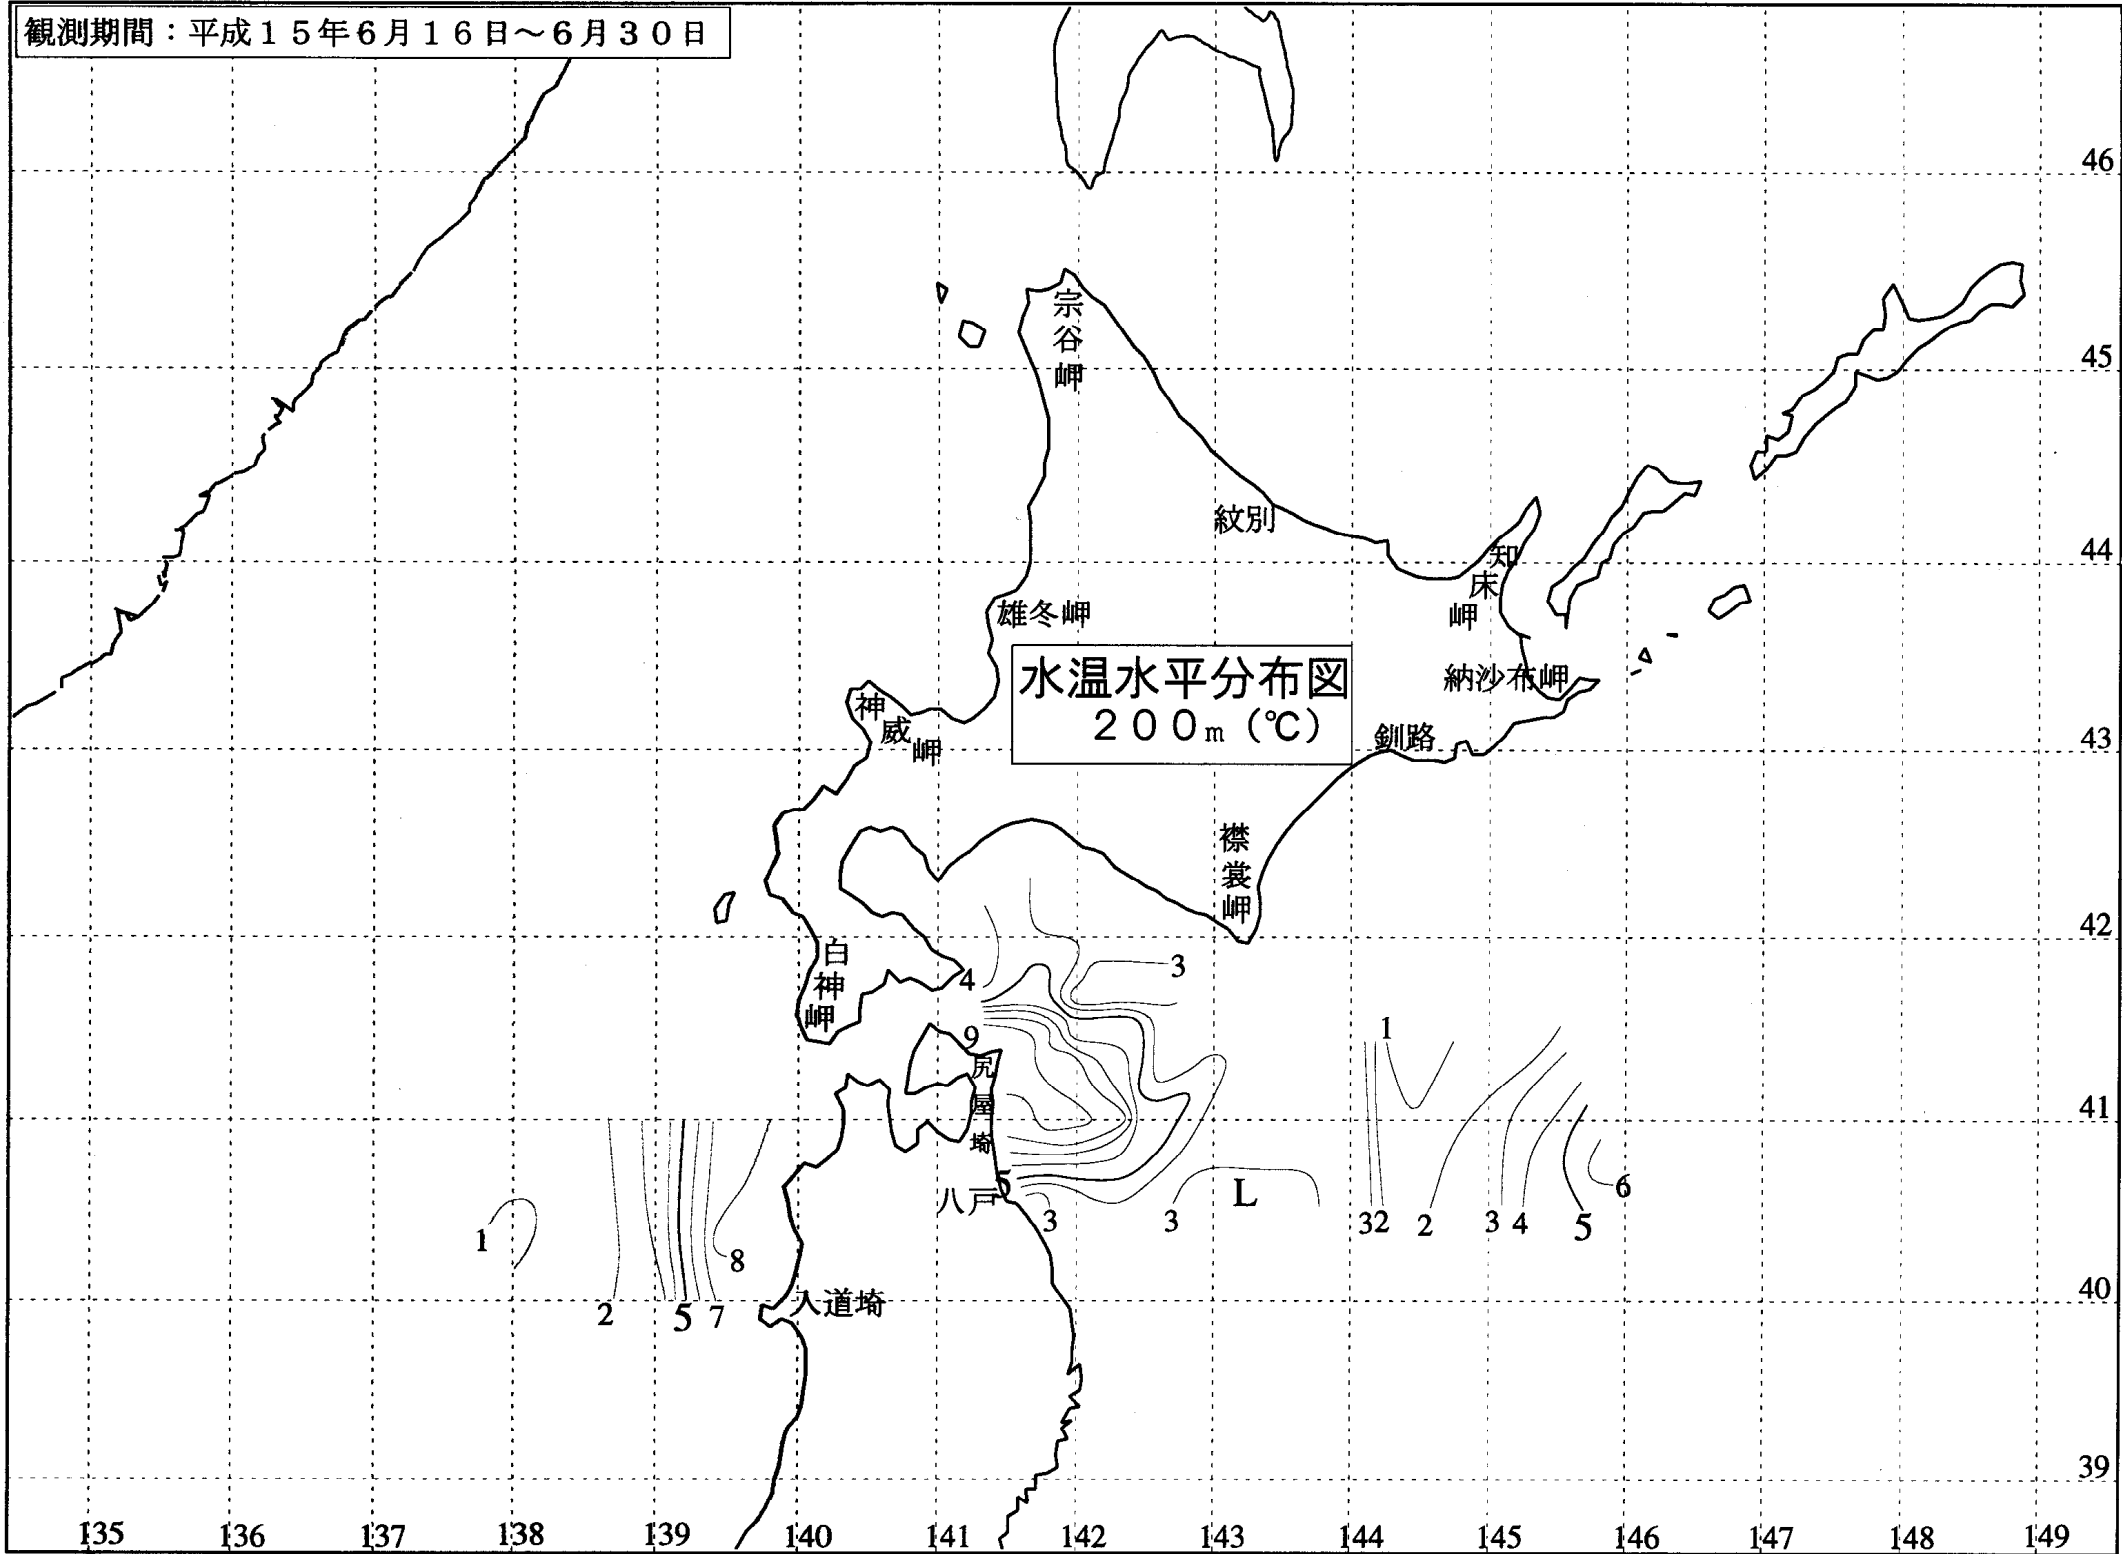 観測期間：平成１５年６月１６日～６月３０日
46
宗谷岬
45
紋別
44
知床岬
雄冬岬
水温水平分布図
２００ｍ（℃）
納沙布岬
神威岬
釧路
43
襟裳岬
42
白神岬
4
3
9
1
尻屋埼
41
5
八戸
3
3
L
32
2
3
4
5
6
1
8
2
5
7
入道埼
40
39
135 136 137 138 139 140 141 142 143 144 145 146 147 148 149